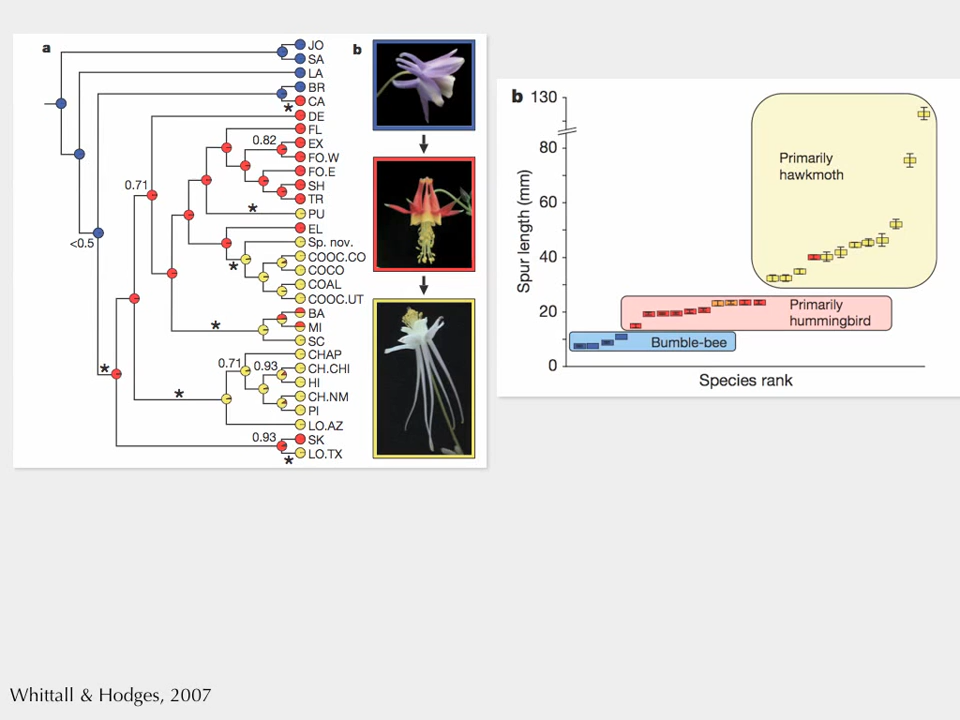 a
JO
SA
LA
BR
CA
*
DE
FL
0.82
EX
FO.W
FO.E
0.71
SH
TR
*
PU
EL
<0.5
Sp. nov.
COOC.CO
*
COCO
COAL
COOC.UT
BA
*
MI
SC
CHAP
*
0.71
0.93
CH.CHI
HI
*
CH.NM
PI
LO.AZ
0.93
SK
*
LO.TX
b
b
130
80
60
40
20
0
Spur length (mm)
Primarily
hawkmoth
Primarily
hummingbird
Bumble-bee
Species rank
Whittall & Hodges, 2007